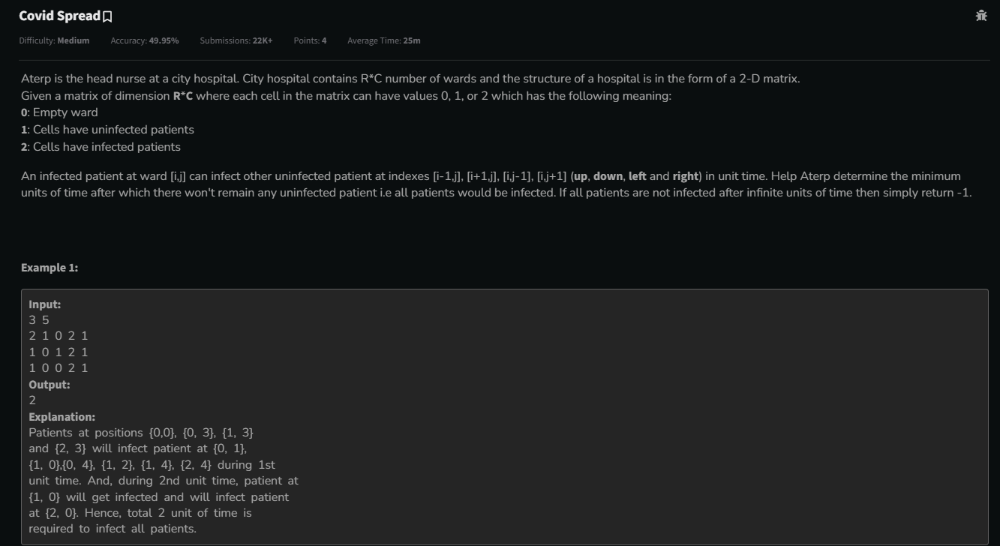 Covid Spread
Difficulty: Medium Accuracy: 49.95% Submissions: 22K+ Points: 4 Average Time: 25m
Aterp is the head nurse at a city hospital. City hospital contains R*C number of wards and the structure of a hospital is in the form of a 2-D matrix.
Given a matrix of dimension R*C where each cell in the matrix can have values 0, 1, or 2 which has the following meaning:
0: Empty ward
1: Cells have uninfected patients
2: Cells have infected patients
An infected patient at ward [i,j] can infect other uninfected patient at indexes [i-1,j], [i+1,j], [i,j-1], [i,j+1] (up, down, left and right) in unit time. Help Aterp determine the minimum
units of time after which there won't remain any uninfected patient i.e all patients would be infected. If all patients are not infected after infinite units of time then simply return -1.
Example 1:
Input:
3 5
2 1 0 2 1
1 0 1 2 1
1 0 0 2 1
Output:
2
Explanation:
Patients at positions {0,0}, {0, 3}, {1, 3}
and {2, 3} will infect patient at {0, 1},
{1, 0},{0, 4}, {1, 2}, {1, 4}, {2, 4} during 1st
unit time. And, during 2nd unit time, patient at
{1, 0} will get infected and will infect patient
at {2, 0}. Hence, total 2 unit of time is
required to infect all patients.